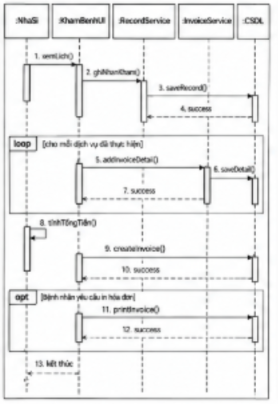 :NhaSi :KhamBenhUI :RecordService :InvoiceService :CSDL
1. xemLich()
2. ghiNhanKham()
3. saveRecord()
4. success
loop [cho mỗi dịch vụ đã thực hiện]
5. addInvoiceDetail()
6. saveDetail()
7. success
8. tinhTổngTiền()
9. createInvoice()
10. success
opt [Bệnh nhân yêu cầu in hóa đơn]
11. printInvoice()
12. success
13. kết thúc